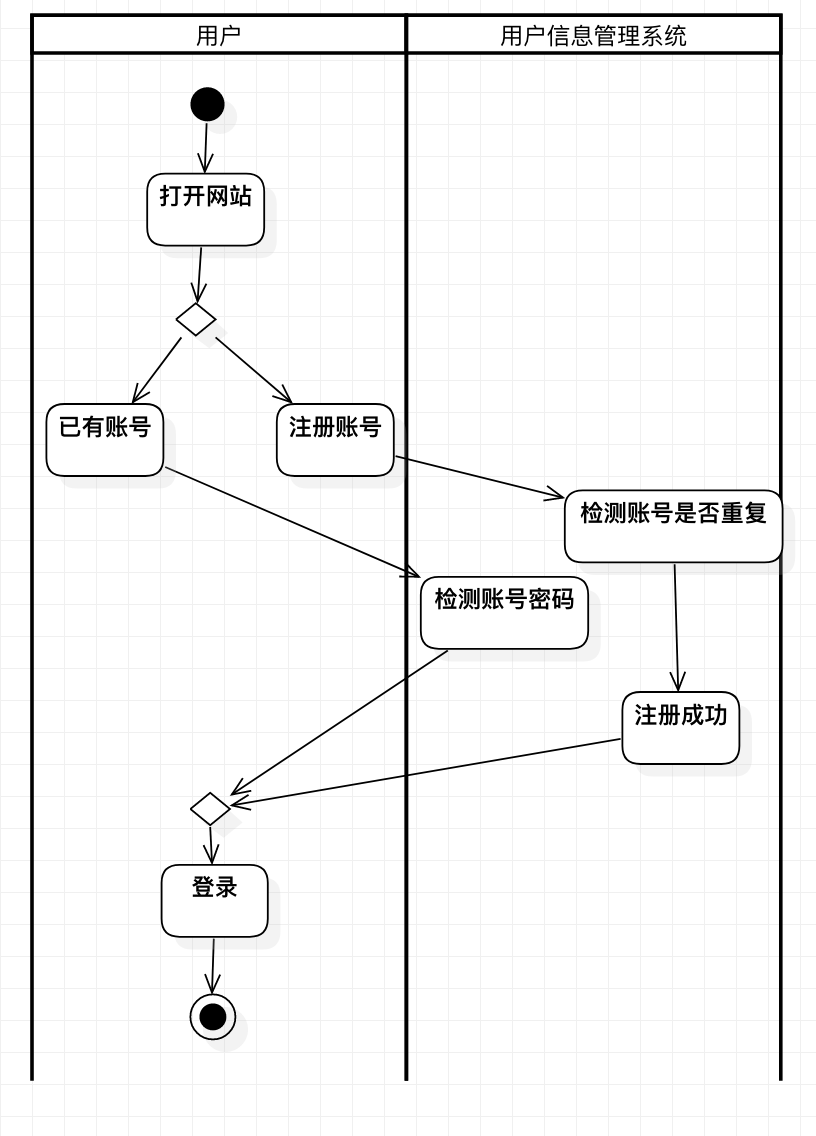 用户
用户信息管理系统
打开网站
已有账号
注册账号
检测账号是否重复
检测账号密码
注册成功
登录